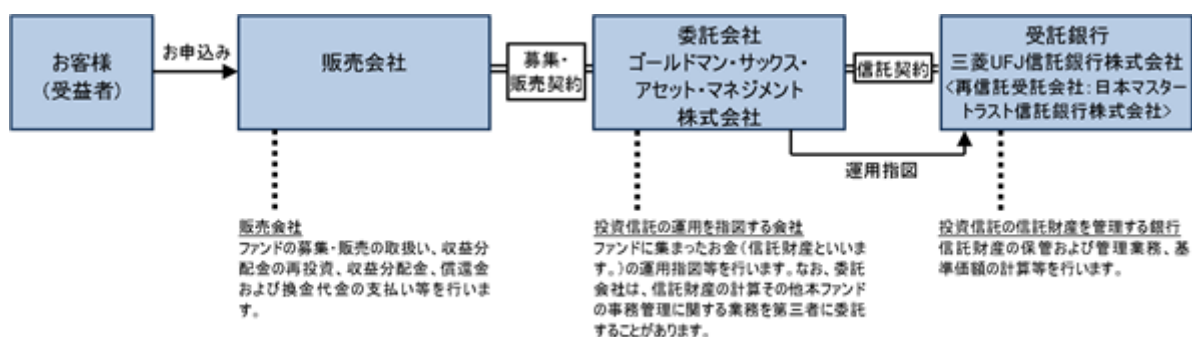 お客様
（受益者）
お申込み
販売会社
募集・
販売契約
委託会社
ゴールドマン・サックス・
アセット・マネジメント
株式会社
信託契約
受託銀行
三菱UFJ信託銀行株式会社
<再信託受託会社：日本マスター
トラスト信託銀行株式会社>
運用指図
販売会社
ファンドの募集・販売の取扱い、収益分
配金の再投資、収益分配金、償還金
および換金代金の支払い等を行いま
す。
投資信託の運用を指図する会社
ファンドに集まったお金（信託財産といいま
す。）の運用指図等を行います。なお、委託
会社は、信託財産の計算その他本ファンド
の事務管理に関する業務を第三者に委託
することがあります。
投資信託の信託財産を管理する銀行
信託財産の保管および管理業務、基
準価額の計算等を行います。